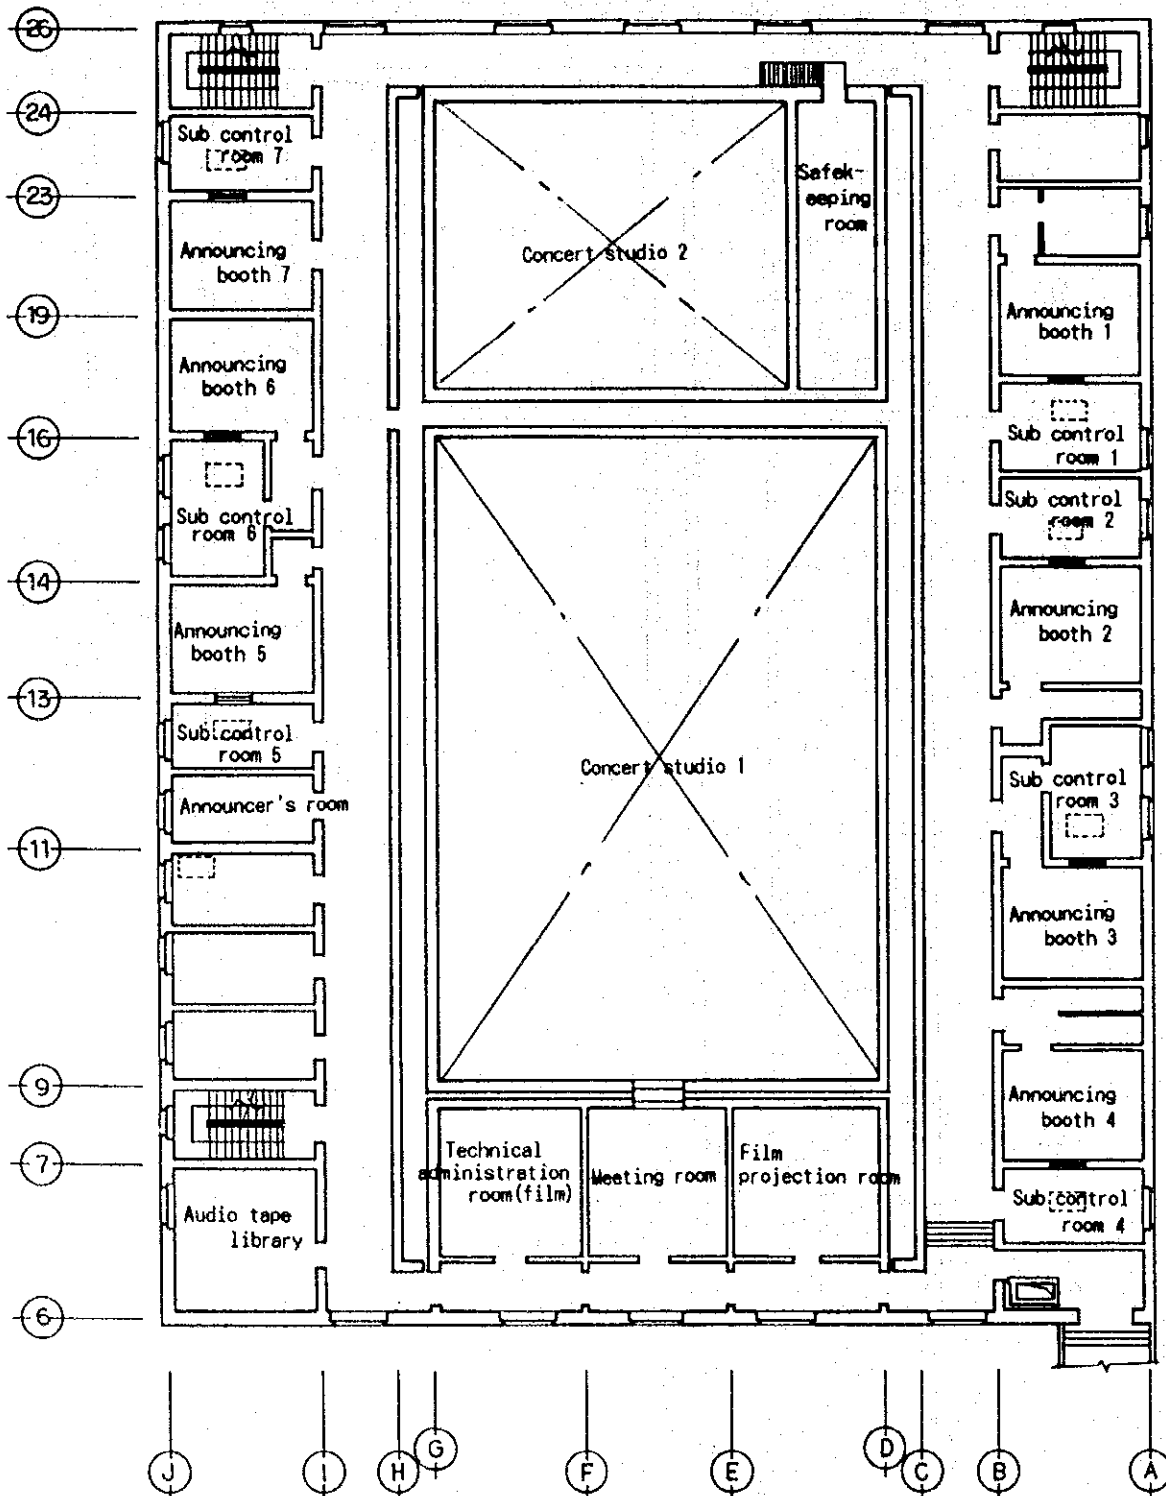 26
24
Sub control
room 7
23
Safek-
eeping
room
Announcing
booth 7
Concert studio 2
19
Announcing
booth 1
Announcing
booth 6
16
Sub control
room 1
Sub control
room 2
Sub control
room 6
14
Announcing
booth 2
Announcing
booth 5
13
Sub control
room 5
Concert studio 1
Sub control
room 3
Announcer's room
11
Announcing
booth 3
9
Announcing
booth 4
7
Technical
administration
room(film)
Meeting room
Film
projection room
Sub control
room 4
Audio tape
library
6
J
I
H
G
F
E
D
C
B
A